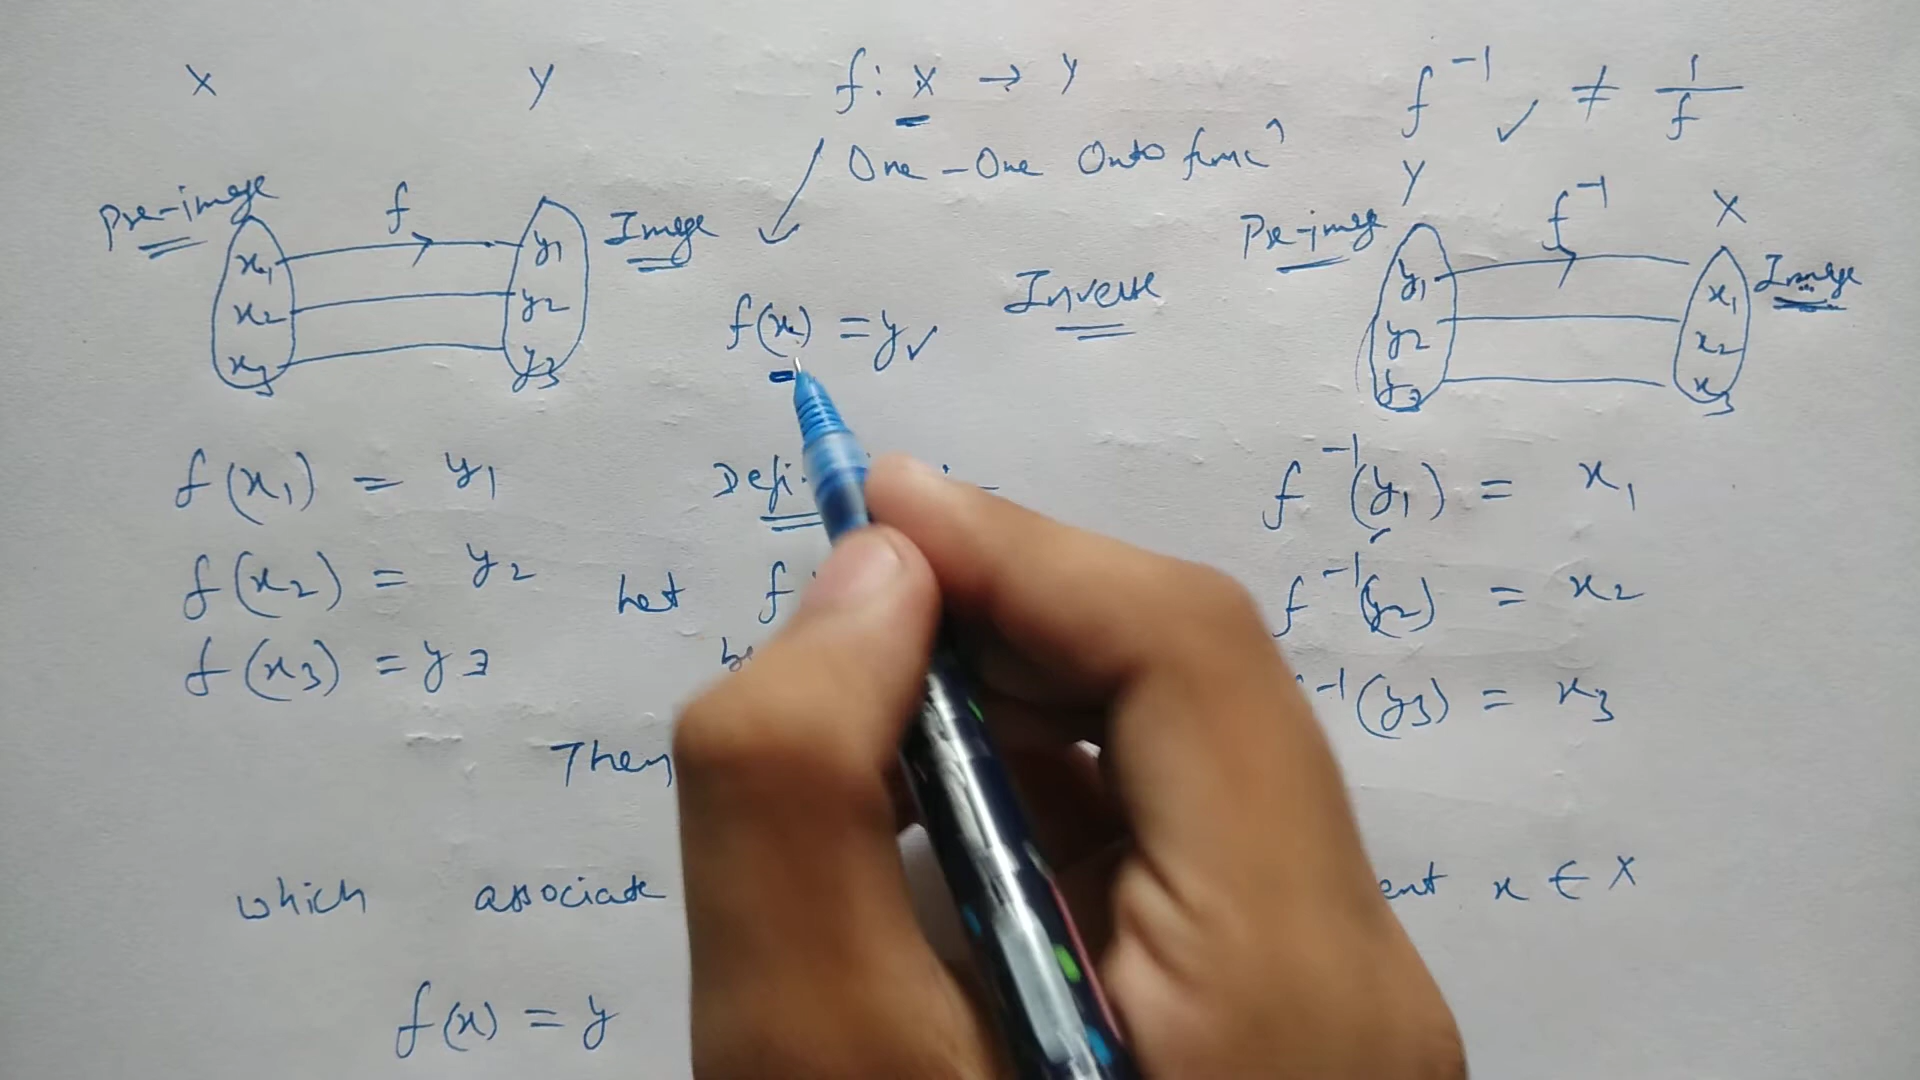 X Y f: X → Y f⁻¹ ✓ ≠ 1/f
One-One Onto funcⁿ
Pre-image f Image Pre-image Y f⁻¹ X Image
x1 y1 y1 x1
x2 y2 y2 x2
x3 y3 y3 x3
f(x) = y ✓ Inverse
f(x1) = y1 f⁻¹(y1) = x1
f(x2) = y2 Let f f⁻¹(y2) = x2
f(x3) = y3 ⁻¹(y3) = x3
Then
which associate x ∈ X
f(x) = y